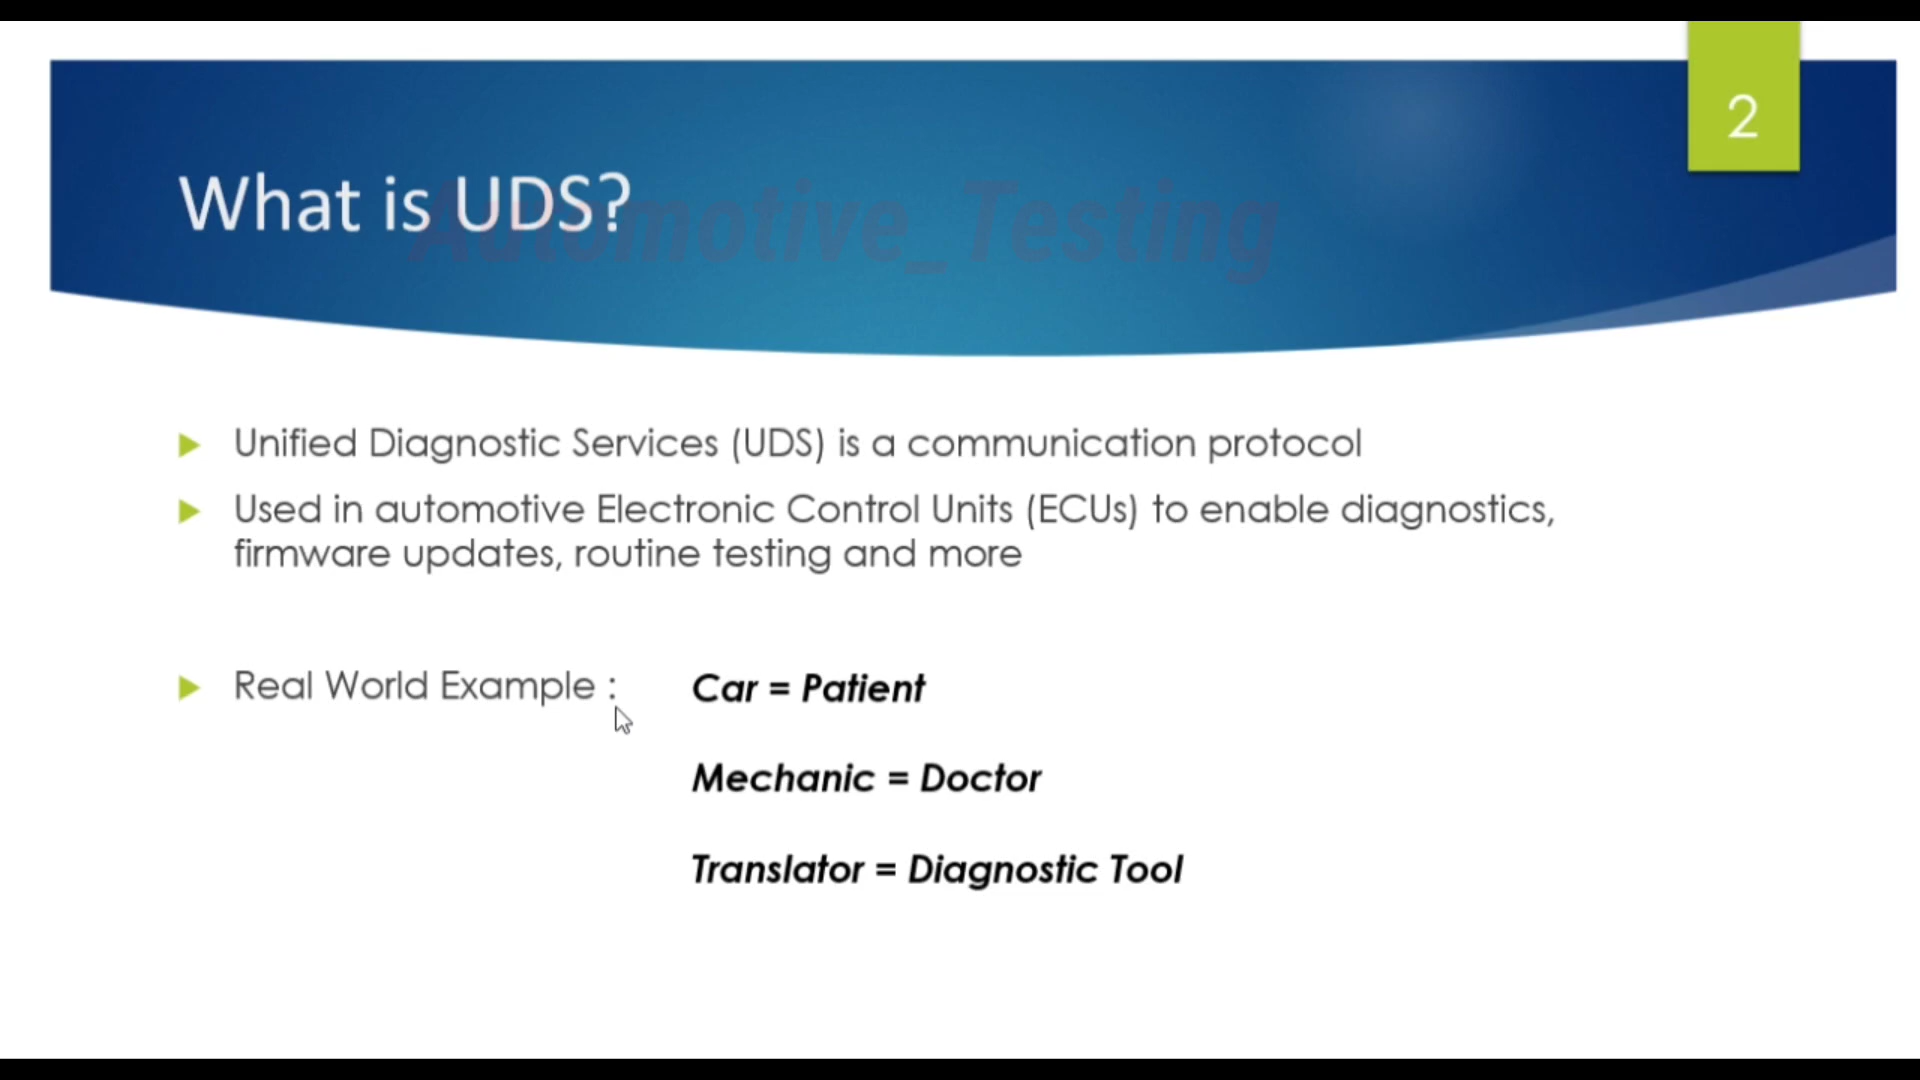 2
What is UDS?
Automotive_Testing
Unified Diagnostic Services (UDS) is a communication protocol
Used in automotive Electronic Control Units (ECUs) to enable diagnostics,
firmware updates, routine testing and more
Real World Example : Car = Patient
Mechanic = Doctor
Translator = Diagnostic Tool